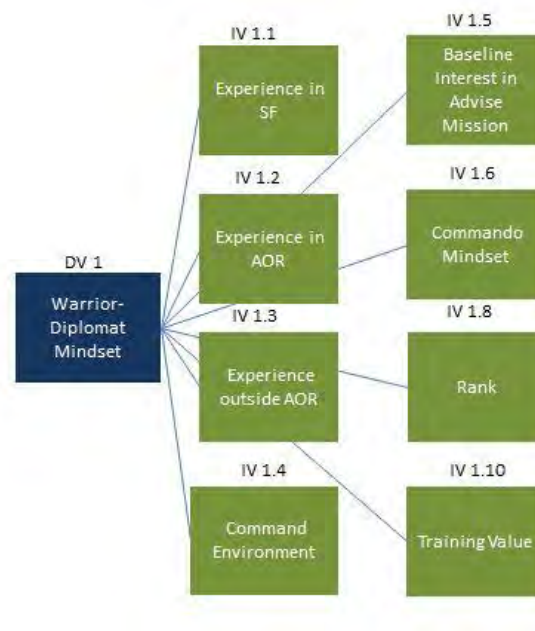 DV 1
Warrior-
Diplomat
Mindset
IV 1.1
Experience in
SF
IV 1.2
Experience in
AOR
IV 1.3
Experience
outside AOR
IV 1.4
Command
Environment
IV 1.5
Baseline
Interest in
Advise
Mission
IV 1.6
Commando
Mindset
IV 1.8
Rank
IV 1.10
Training Value